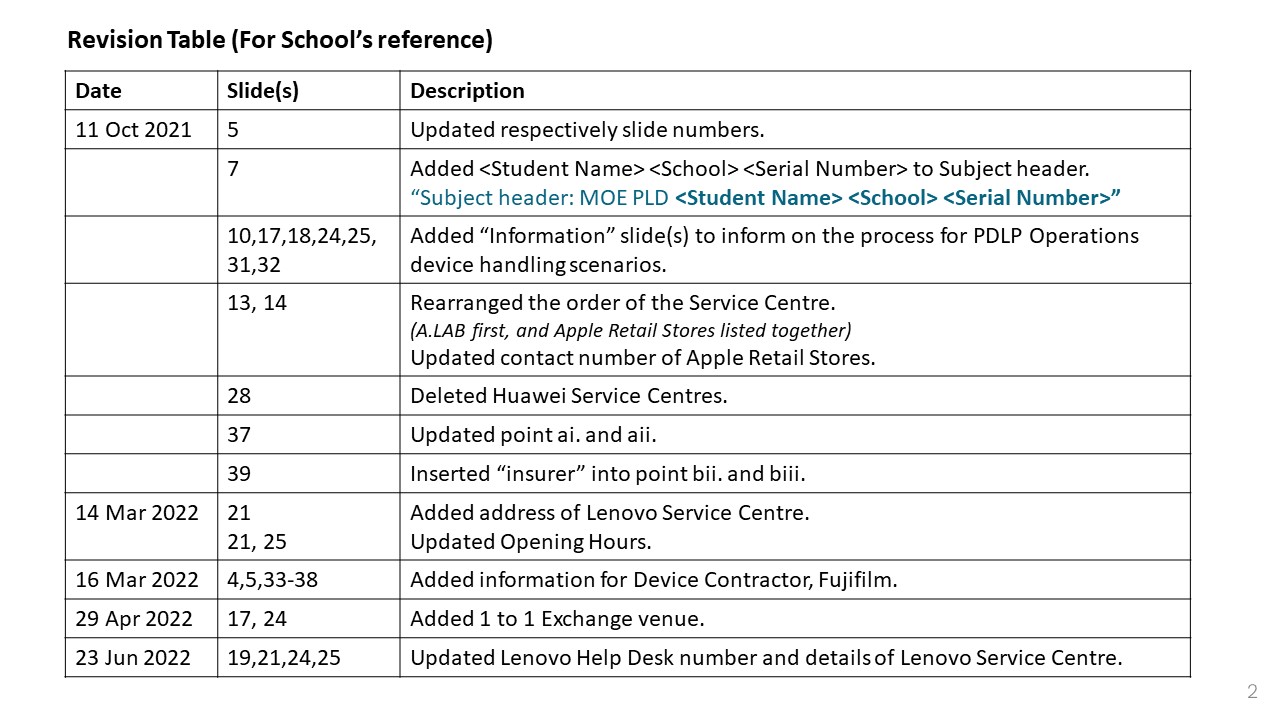 Revision Table (For School’s reference)
Date Slide(s) Description
11 Oct 2021 5 Updated respectively slide numbers.
7 Added <Student Name> <School> <Serial Number> to Subject header.
“Subject header: MOE PLD <Student Name> <School> <Serial Number>”
10,17,18,24,25, Added “Information” slide(s) to inform on the process for PDLP Operations
31,32 device handling scenarios.
13, 14 Rearranged the order of the Service Centre.
(A.LAB first, and Apple Retail Stores listed together)
Updated contact number of Apple Retail Stores.
28 Deleted Huawei Service Centres.
37 Updated point ai. and aii.
39 Inserted “insurer” into point bii. and biii.
14 Mar 2022 21 Added address of Lenovo Service Centre.
21, 25 Updated Opening Hours.
16 Mar 2022 4,5,33-38 Added information for Device Contractor, Fujifilm.
29 Apr 2022 17, 24 Added 1 to 1 Exchange venue.
23 Jun 2022 19,21,24,25 Updated Lenovo Help Desk number and details of Lenovo Service Centre.
2